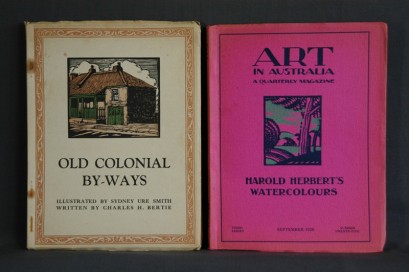 OLD COLONIAL
BY-WAYS
ILLUSTRATED BY SYDNEY URE SMITH
WRITTEN BY CHARLES H. BERTIE
ART
IN AUSTRALIA
A QUARTERLY MAGAZINE
HAROLD HERBERT'S
WATERCOLOURS
SEPTEMBER